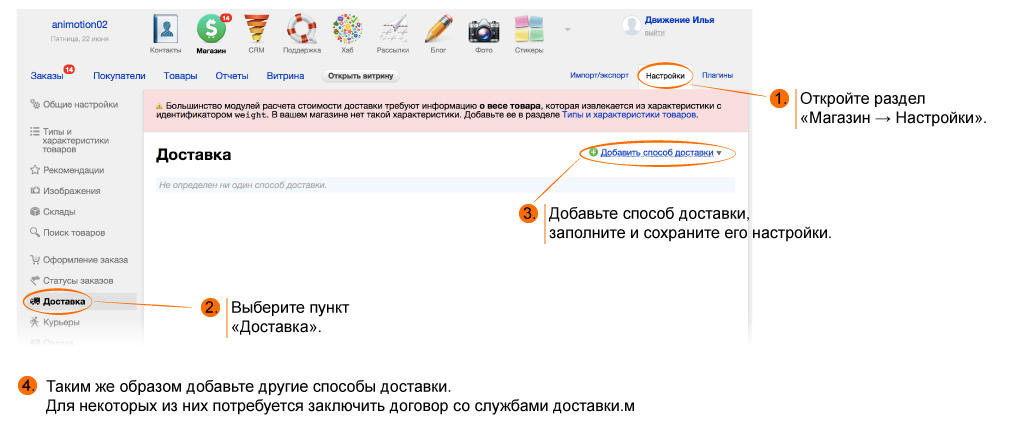 animotion02
Пятница, 22 июня
14
Контакты
Магазин
CRM
Поддержка
Хаб
Рассылки
Блог
Фото
Стикеры
Движение Илья
выйти
Заказы 14
Покупатели
Товары
Отчеты
Витрина
Открыть витрину
Импорт/экспорт
Настройки
Плагины
1. Откройте раздел
«Магазин → Настройки».
Общие настройки
Типы и
характеристики
товаров
Рекомендации
Изображения
Склады
Поиск товаров
Оформление заказа
Статусы заказов
Доставка
Курьеры
Оплата
Большинство модулей расчета стоимости доставки требуют информацию о весе товара, которая извлекается из характеристики с
идентификатором weight. В вашем магазине нет такой характеристики. Добавьте ее в разделе Типы и характеристики товаров.
Доставка
Добавить способ доставки
Не определен ни один способ доставки.
3. Добавьте способ доставки,
заполните и сохраните его настройки.
2. Выберите пункт
«Доставка».
4. Таким же образом добавьте другие способы доставки.
Для некоторых из них потребуется заключить договор со службами доставки.м